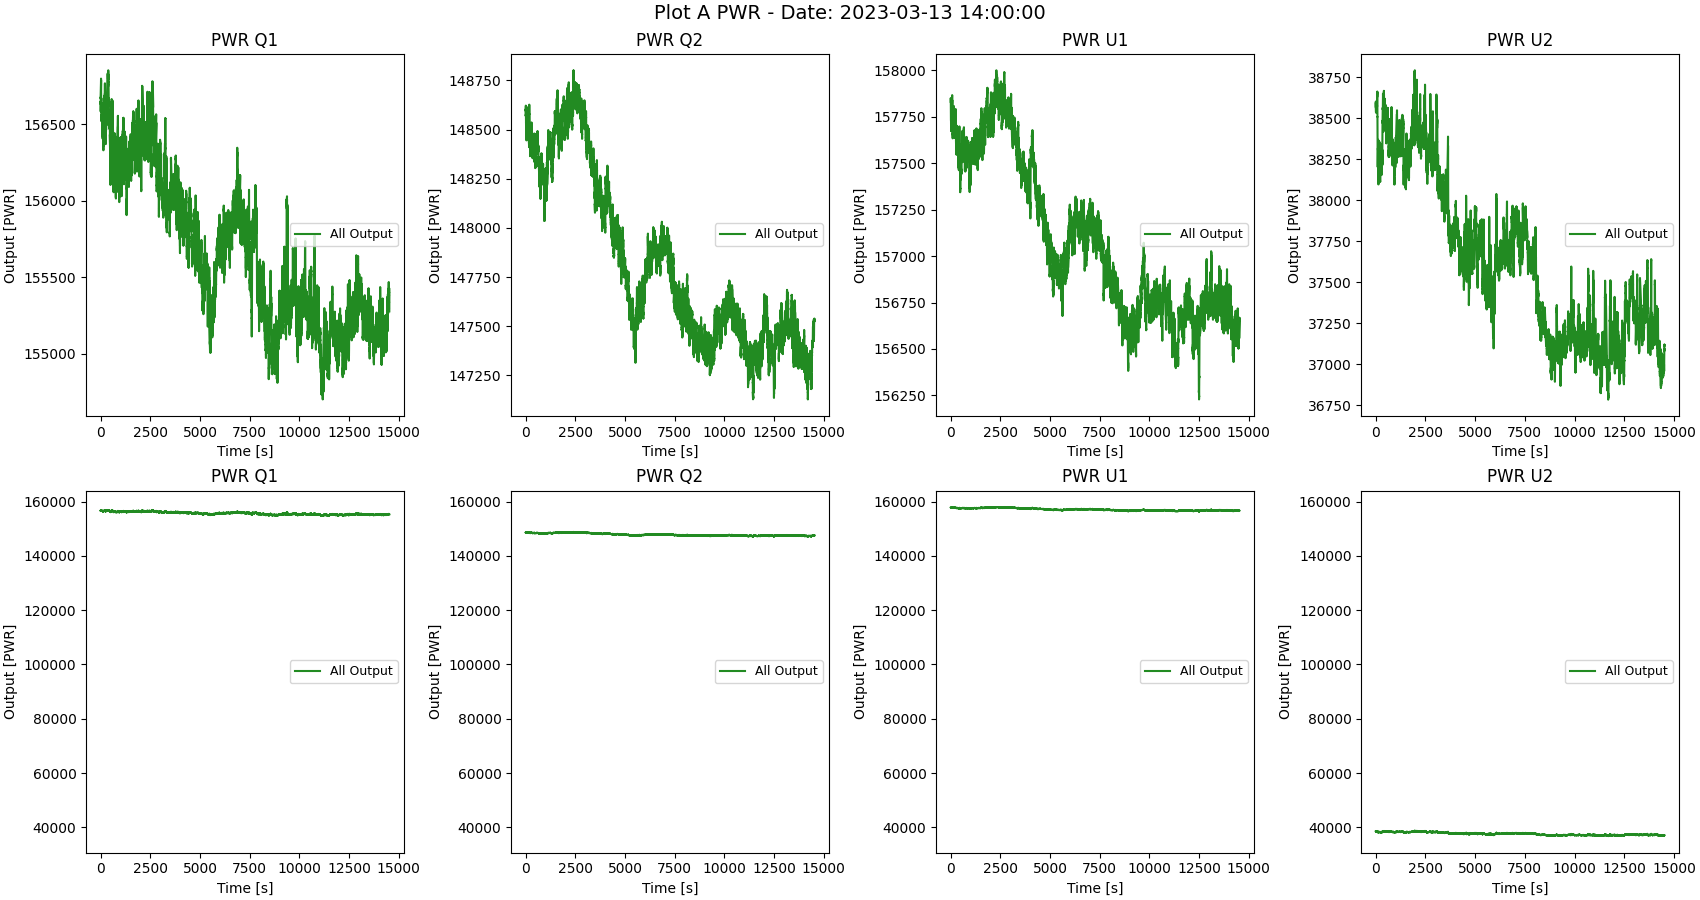 Plot A PWR - Date: 2023-03-13 14:00:00
PWR Q1
Output [PWR]
156500
156000
155500
155000
All Output
0 2500 5000 7500 10000 12500 15000
Time [s]
PWR Q2
Output [PWR]
148750
148500
148250
148000
147750
147500
147250
All Output
0 2500 5000 7500 10000 12500 15000
Time [s]
PWR U1
Output [PWR]
158000
157750
157500
157250
157000
156750
156500
156250
All Output
0 2500 5000 7500 10000 12500 15000
Time [s]
PWR U2
Output [PWR]
38750
38500
38250
38000
37750
37500
37250
37000
36750
All Output
0 2500 5000 7500 10000 12500 15000
Time [s]
PWR Q1
Output [PWR]
160000
140000
120000
100000
80000
60000
40000
All Output
0 2500 5000 7500 10000 12500 15000
Time [s]
PWR Q2
Output [PWR]
160000
140000
120000
100000
80000
60000
40000
All Output
0 2500 5000 7500 10000 12500 15000
Time [s]
PWR U1
Output [PWR]
160000
140000
120000
100000
80000
60000
40000
All Output
0 2500 5000 7500 10000 12500 15000
Time [s]
PWR U2
Output [PWR]
160000
140000
120000
100000
80000
60000
40000
All Output
0 2500 5000 7500 10000 12500 15000
Time [s]